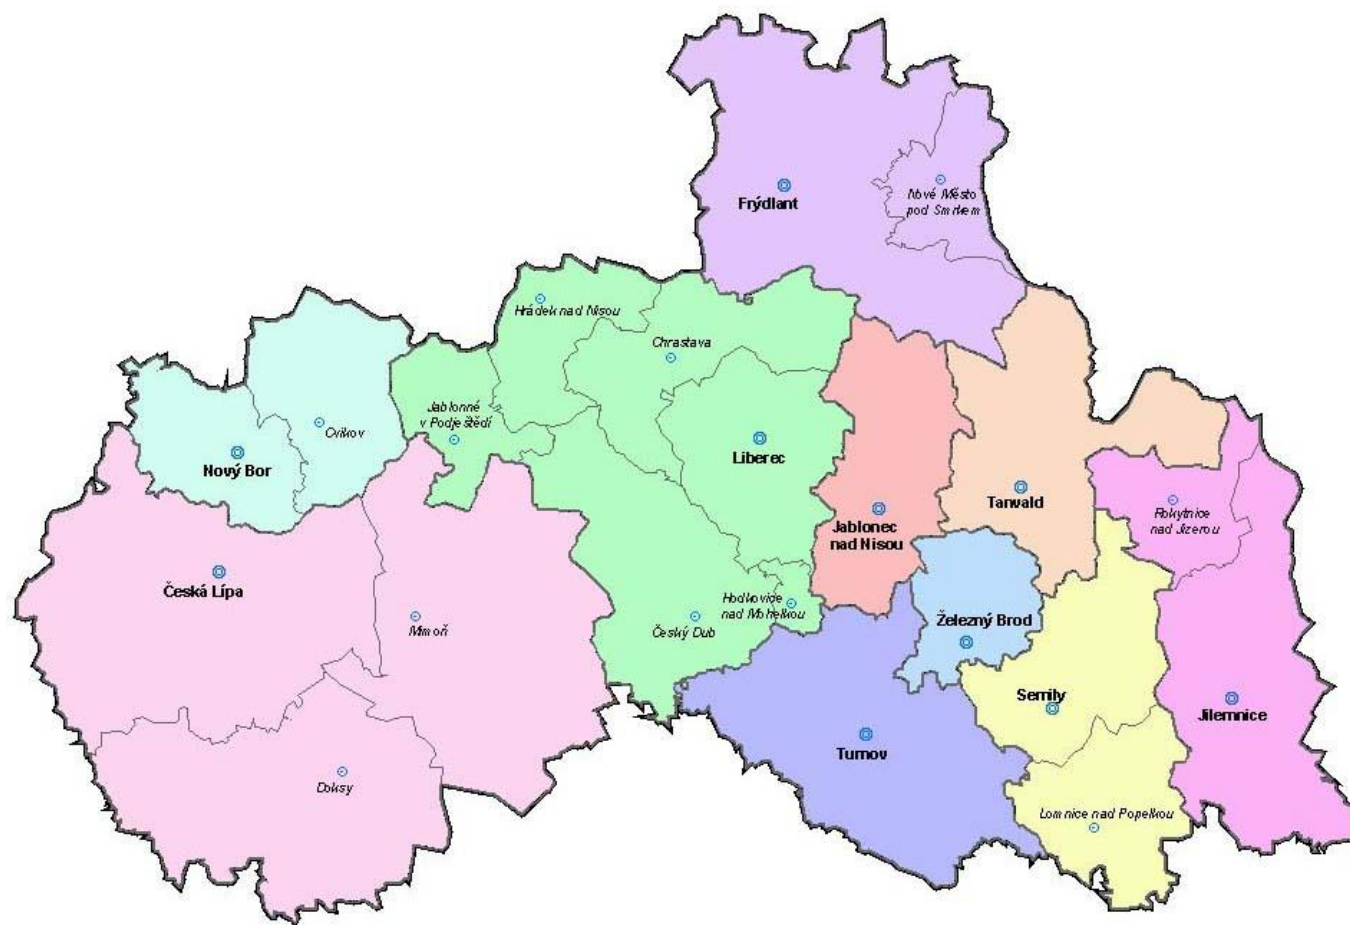 Frýdlant
Nové Město
pod Smrkem
Hrádek nad Nisou
Chrastava
Jablonné
v Podještědí
Cvikov
Nový Bor
Liberec
Tanvald
Rokytnice
nad Jizerou
Jablonec
nad Nisou
Česká Lípa
Mimoň
Hodkovice
nad Mohelkou
Český Dub
Železný Brod
Semily
Jilemnice
Turnov
Doksy
Lomnice nad Popelkou